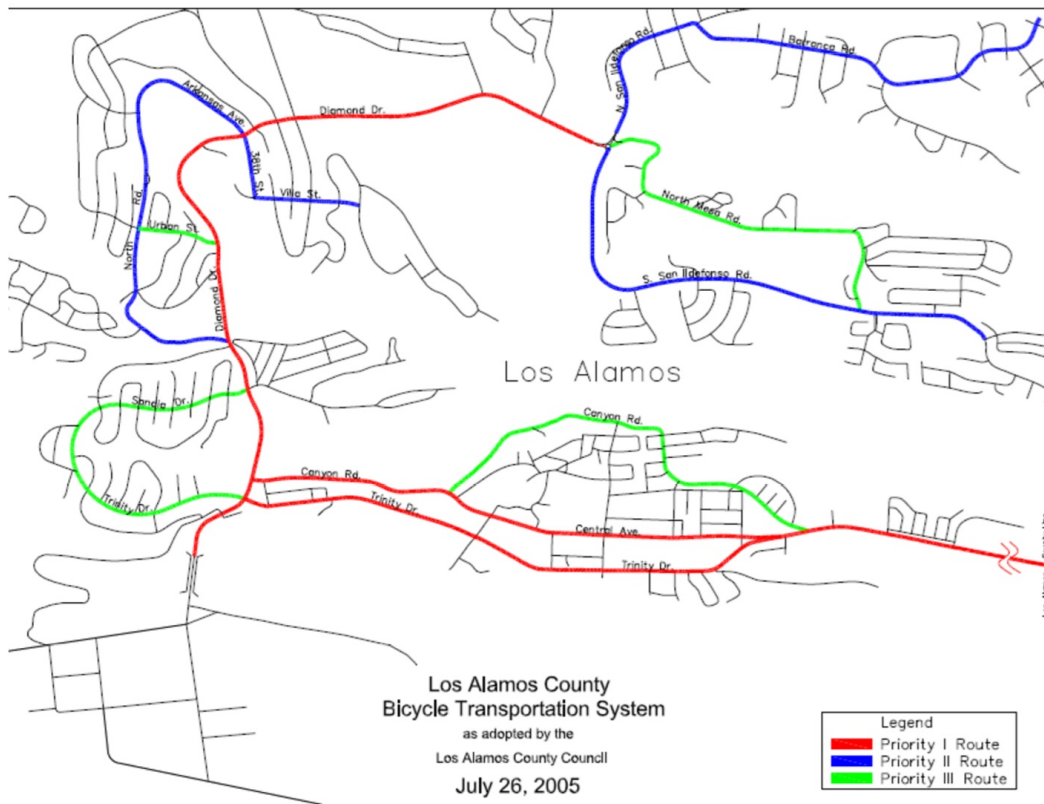 N San Ildefonso Rd.
Barranca Rd.
Arkansas Ave.
Diamond Dr.
38th St.
Villa St.
North Rd.
Urban St.
North Mesa Rd.
Diamond Dr.
S. San Ildefonso Rd.
Los Alamos
Sandia Dr.
Canyon Rd.
Canyon Rd.
Trinity Dr.
Trinity Dr.
Central Ave.
Trinity Dr.
Los Alamos County
Bicycle Transportation System
as adopted by the
Los Alamos County Council
July 26, 2005
Legend
Priority I Route
Priority II Route
Priority III Route